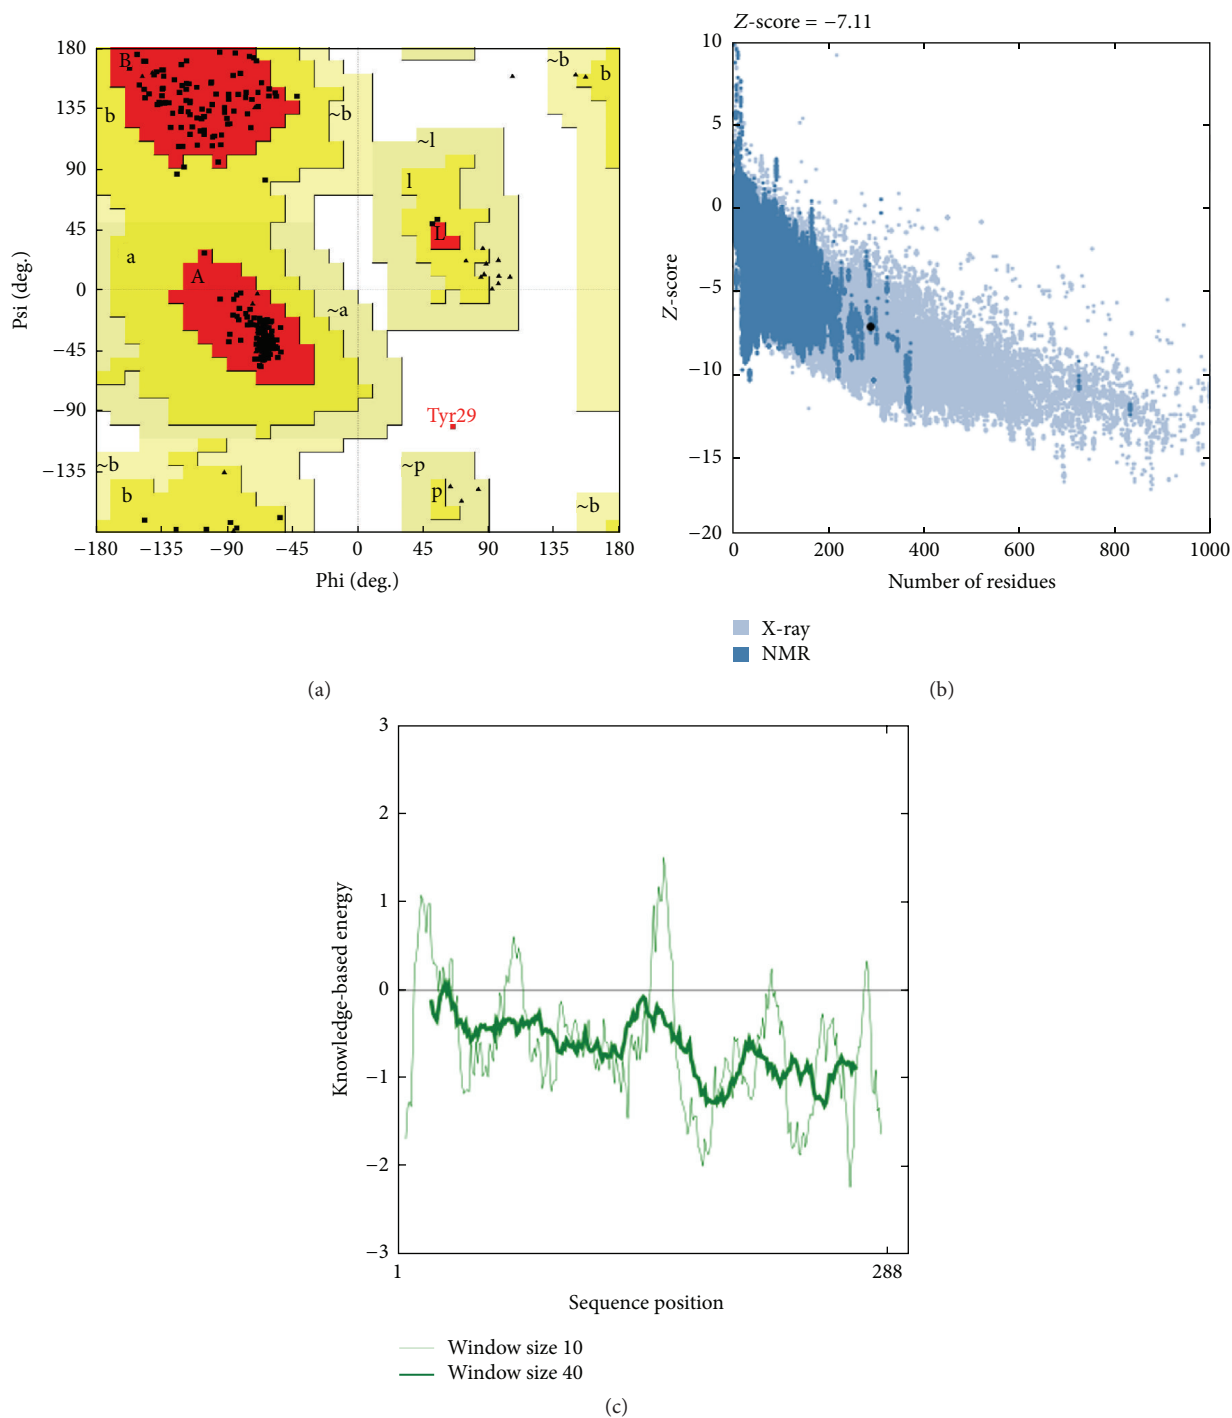 180
135
90
45
0
−45
−90
−135
−180
−135
−90
−45
0
45
90
135
180
Psi (deg.)
Phi (deg.)
B
b
~b
~b
b
~l
l
L
a
A
~a
Tyr29
~b
b
~p
p
~b
(a)
Z-score = −7.11
10
5
0
−5
−10
−15
−20
0
200
400
600
800
1000
Z-score
Number of residues
X-ray
NMR
(b)
3
2
1
0
−1
−2
−3
1
288
Knowledge-based energy
Sequence position
Window size 10
Window size 40
(c)